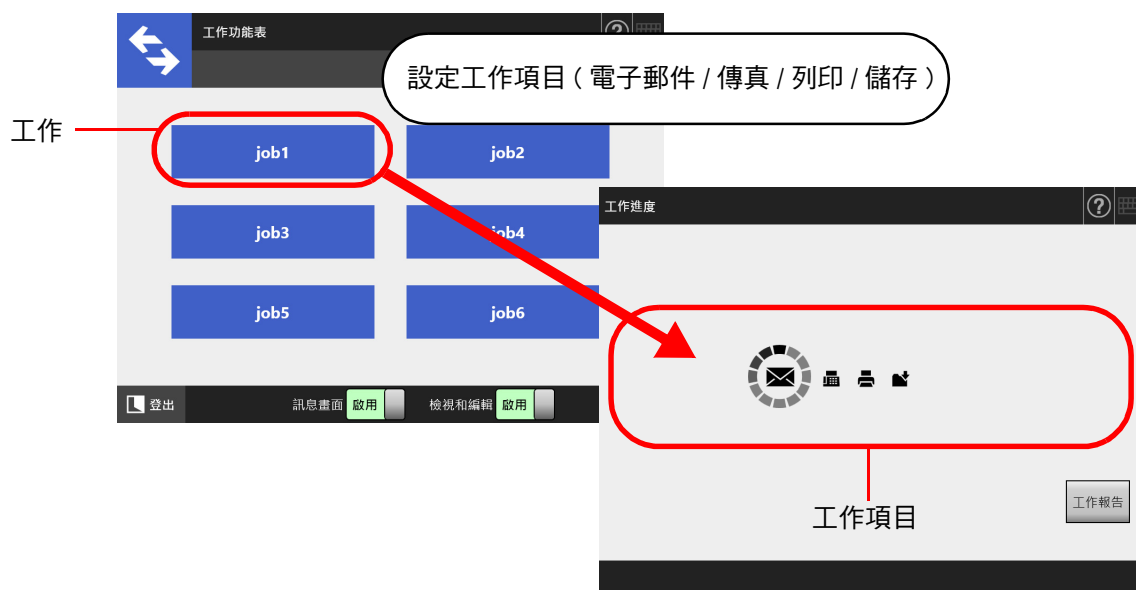 工作功能表
設定工作項目 ( 電子郵件 / 傳真 / 列印 / 儲存 )
工作
job1
job2
job3
job4
job5
job6
登出
訊息畫面
啟用
檢視和編輯
啟用
工作進度
?
工作項目
工作報告